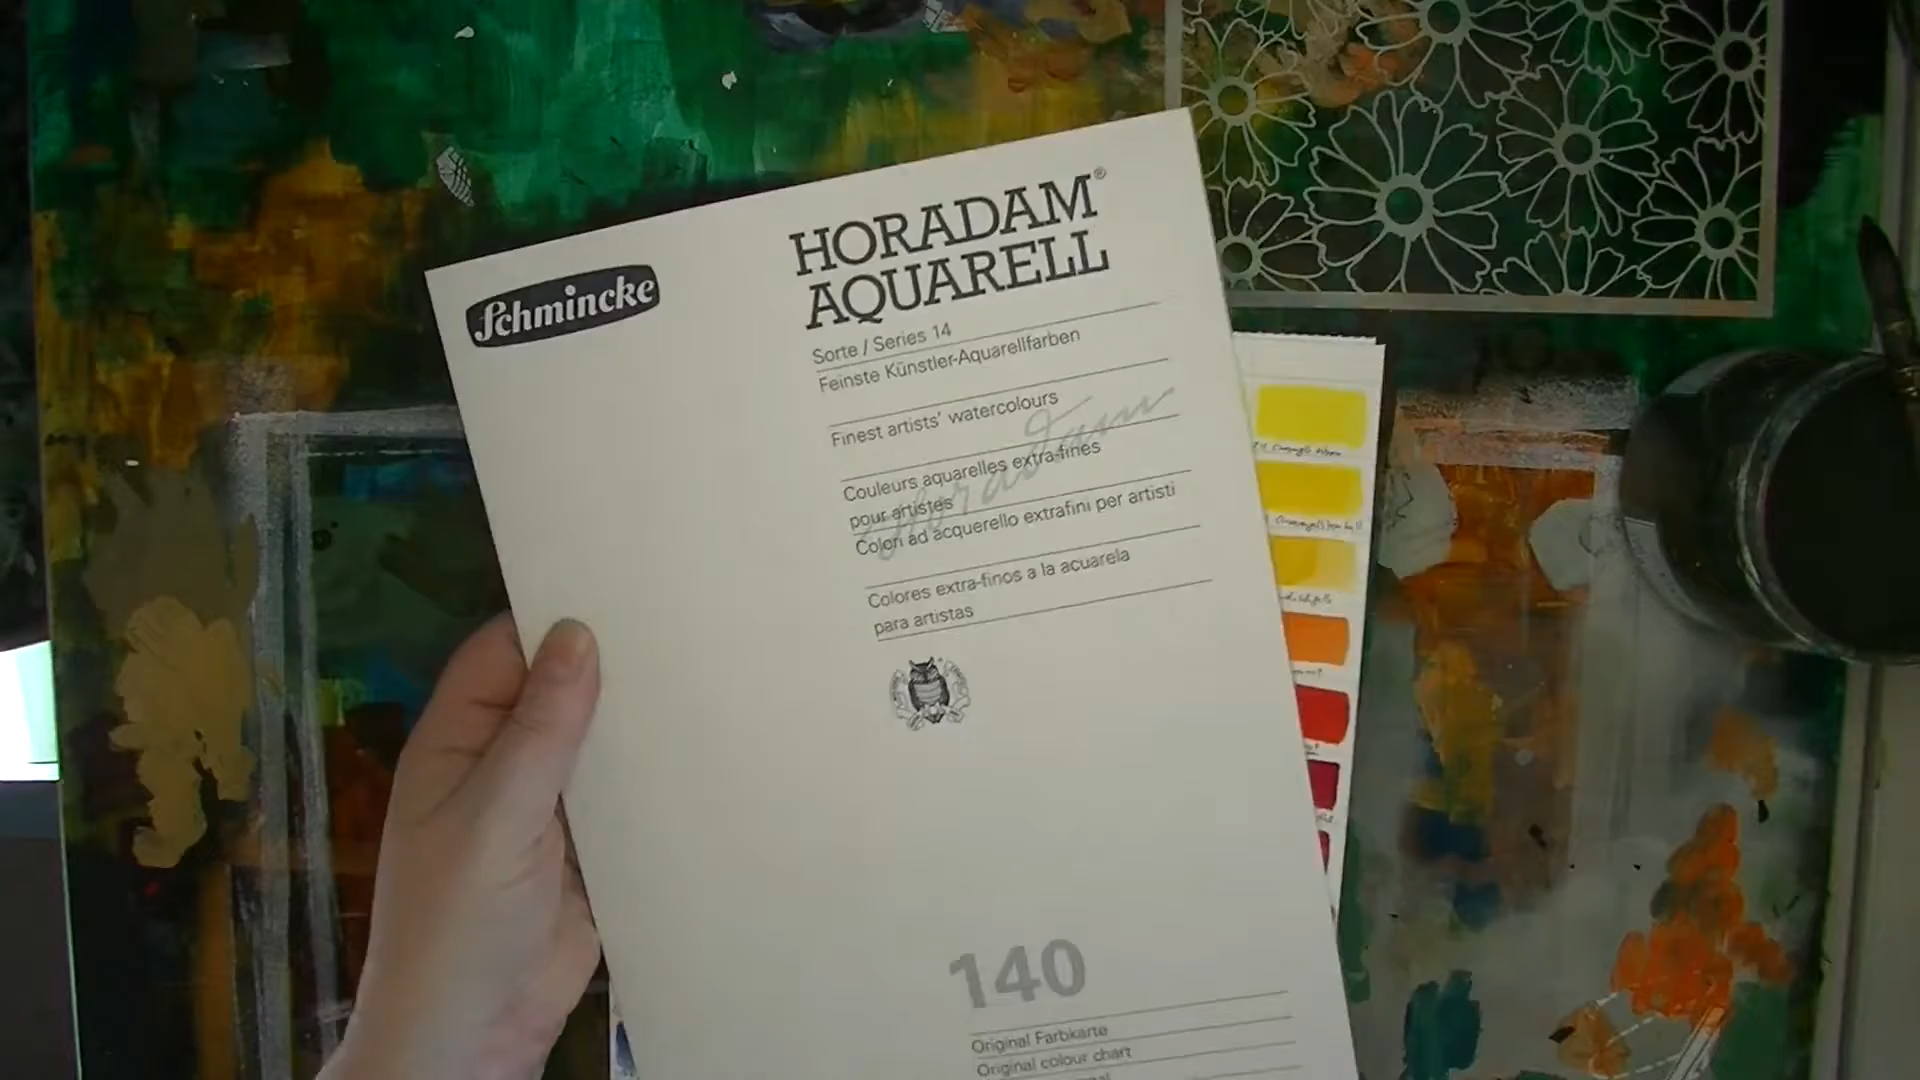 Schmincke
HORADAM®
AQUARELL
Sorte / Series 14
Feinste Künstler-Aquarellfarben
Finest artists' watercolours
Couleurs aquarelles extra-fines
pour artistes
Colori ad acquerello extrafini per artisti
Colores extra-finos a la acuarela
para artistas
Horadam
140
Original Farbkarte
Original colour chart